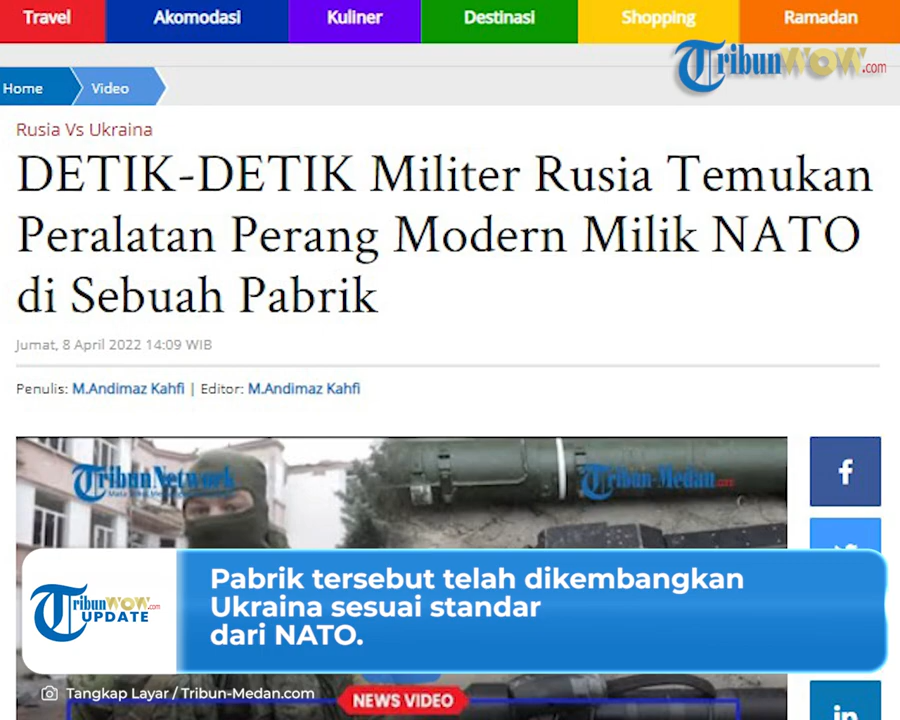 Travel
Akomodasi
Kuliner
Destinasi
Shopping
Ramadan
TribunWOW.com
Home
Video
Rusia Vs Ukraina
DETIK-DETIK Militer Rusia Temukan
Peralatan Perang Modern Milik NATO
di Sebuah Pabrik
Jumat, 8 April 2022 14:09 WIB
Penulis: M.Andimaz Kahfi | Editor: M.Andimaz Kahfi
Tribun Network
Tribun-Medan.com
Pabrik tersebut telah dikembangkan
Ukraina sesuai standar
dari NATO.
TribunWOW.com
UPDATE
Tangkap Layar / Tribun-Medan.com
NEWS VIDEO